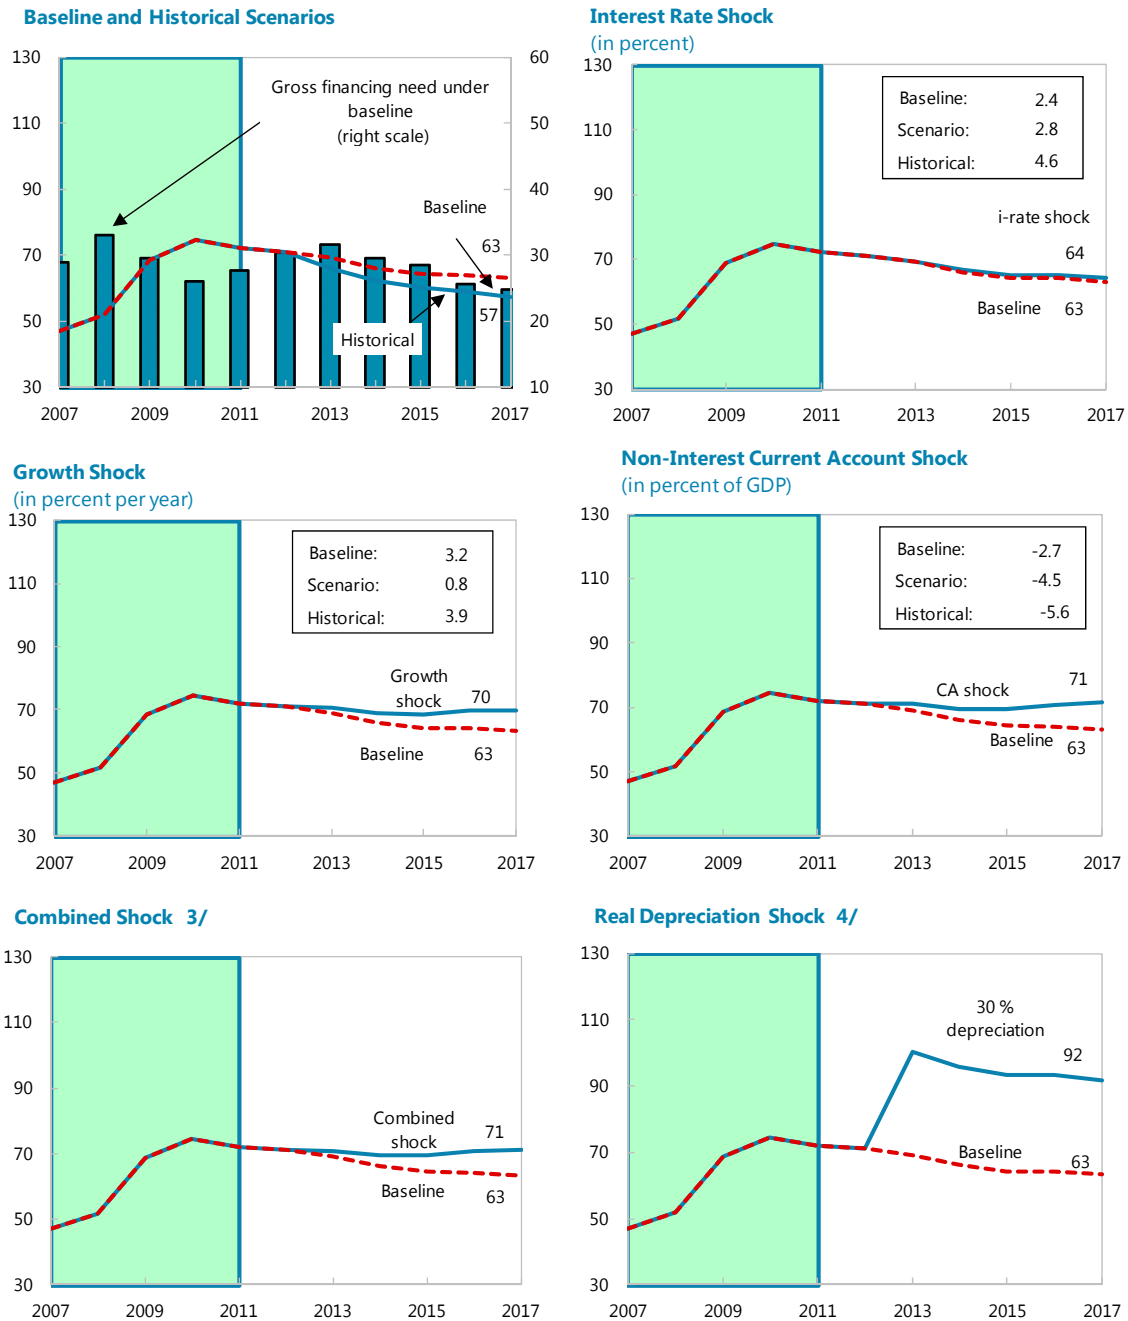 Baseline and Historical Scenarios
130
110
90
70
50
30
60
50
40
30
20
10
Gross financing need under
baseline
(right scale)
Baseline
63
57
Historical
2007 2009 2011 2013 2015 2017
Interest Rate Shock
(in percent)
130
110
90
70
50
30
Baseline: 2.4
Scenario: 2.8
Historical: 4.6
i-rate shock
64
Baseline 63
2007 2009 2011 2013 2015 2017
Growth Shock
(in percent per year)
130
110
90
70
50
30
Baseline: 3.2
Scenario: 0.8
Historical: 3.9
Growth
shock 70
Baseline 63
2007 2009 2011 2013 2015 2017
Non-Interest Current Account Shock
(in percent of GDP)
130
110
90
70
50
30
Baseline: -2.7
Scenario: -4.5
Historical: -5.6
CA shock 71
Baseline 63
2007 2009 2011 2013 2015 2017
Combined Shock 3/
130
110
90
70
50
30
Combined
shock 71
Baseline 63
2007 2009 2011 2013 2015 2017
Real Depreciation Shock 4/
130
110
90
70
50
30
30 %
depreciation
92
Baseline 63
2007 2009 2011 2013 2015 2017